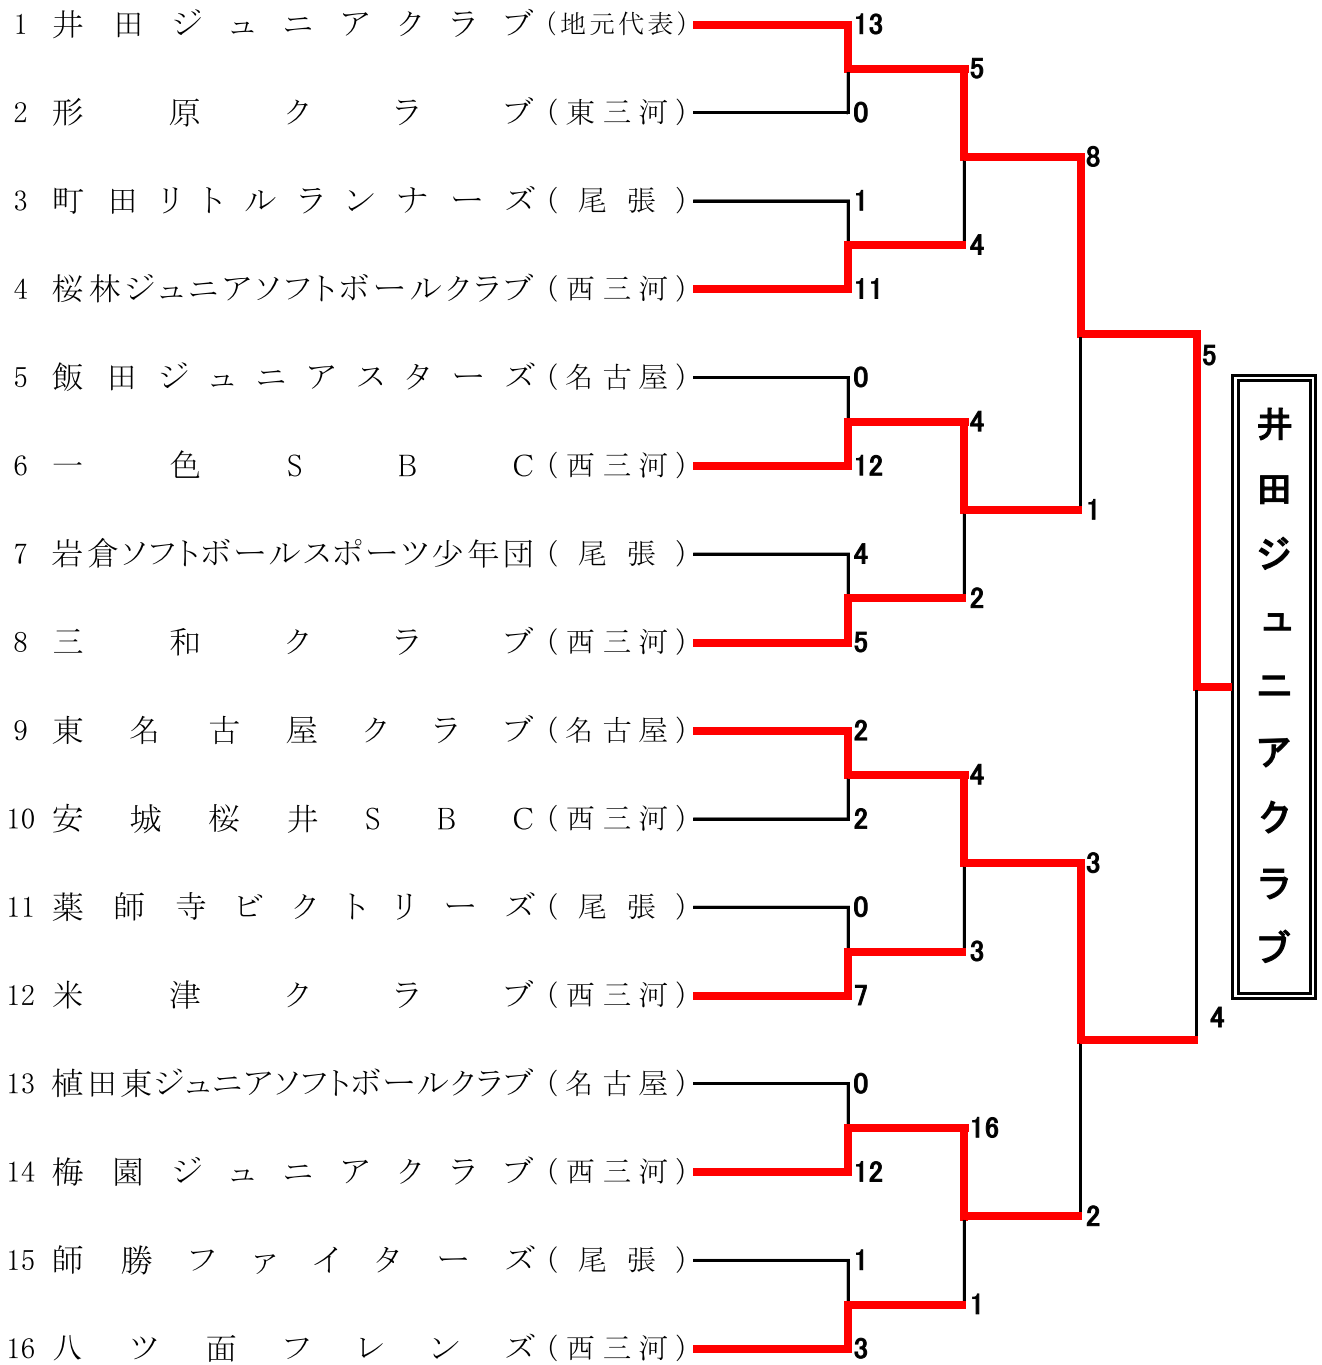 1 井田ジュニアクラブ(地元代表) 13
5
2 形原クラブ(東三河) 0
8
3 町田リトルランナーズ(尾張) 1
4
4 桜林ジュニアソフトボールクラブ(西三河) 11
5
5 飯田ジュニアスターズ(名古屋) 0
4
6 一色SBC(西三河) 12
1
7 岩倉ソフトボールスポーツ少年団(尾張) 4
2
8 三和クラブ(西三河) 5
井田ジュニアクラブ
9 東名古屋クラブ(名古屋) 2
4
10 安城桜井SBC(西三河) 2
3
11 薬師寺ビクトリーズ(尾張) 0
3
12 米津クラブ(西三河) 7
4
13 植田東ジュニアソフトボールクラブ(名古屋) 0
16
14 梅園ジュニアクラブ(西三河) 12
2
15 師勝ファイターズ(尾張) 1
1
16 八ツ面フレンズ(西三河) 3